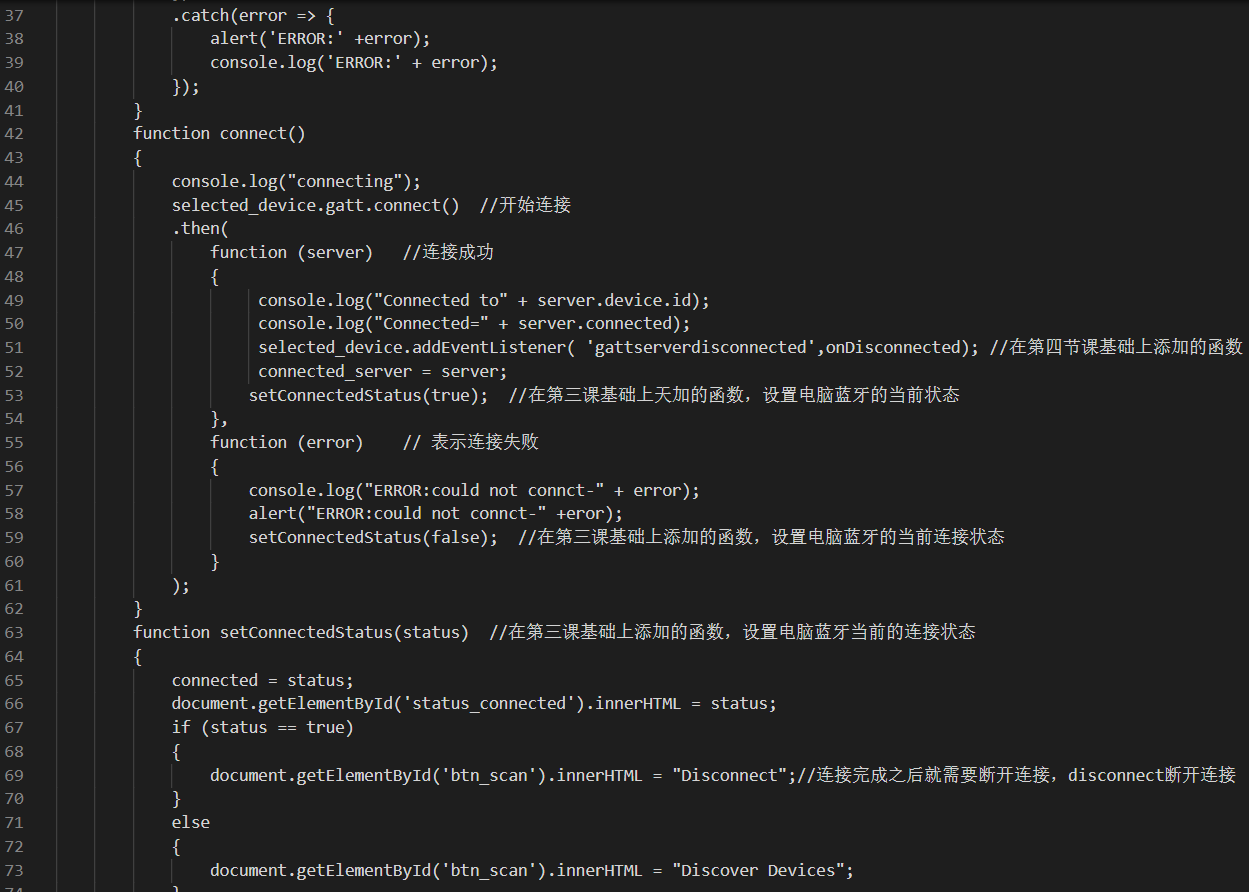 37 .catch(error => {
38 alert('ERROR:' +error);
39 console.log('ERROR:' + error);
40 });
41 }
42 function connect()
43 {
44 console.log("connecting");
45 selected_device.gatt.connect() //开始连接
46 .then(
47 function (server) //连接成功
48 {
49 console.log("Connected to" + server.device.id);
50 console.log("Connected=" + server.connected);
51 selected_device.addEventListener( 'gattserverdisconnected',onDisconnected); //在第四节课基础上添加的函数
52 connected_server = server;
53 setConnectedStatus(true); //在第三课基础上天加的函数，设置电脑蓝牙的当前状态
54 },
55 function (error) // 表示连接失败
56 {
57 console.log("ERROR:could not connct-" + error);
58 alert("ERROR:could not connct-" +eror);
59 setConnectedStatus(false); //在第三课基础上添加的函数，设置电脑蓝牙的当前连接状态
60 }
61 );
62 }
63 function setConnectedStatus(status) //在第三课基础上添加的函数，设置电脑蓝牙当前的连接状态
64 {
65 connected = status;
66 document.getElementById('status_connected').innerHTML = status;
67 if (status == true)
68 {
69 document.getElementById('btn_scan').innerHTML = "Disconnect";//连接完成之后就需要断开连接，disconnect断开连接
70 }
71 else
72 {
73 document.getElementById('btn_scan').innerHTML = "Discover Devices";